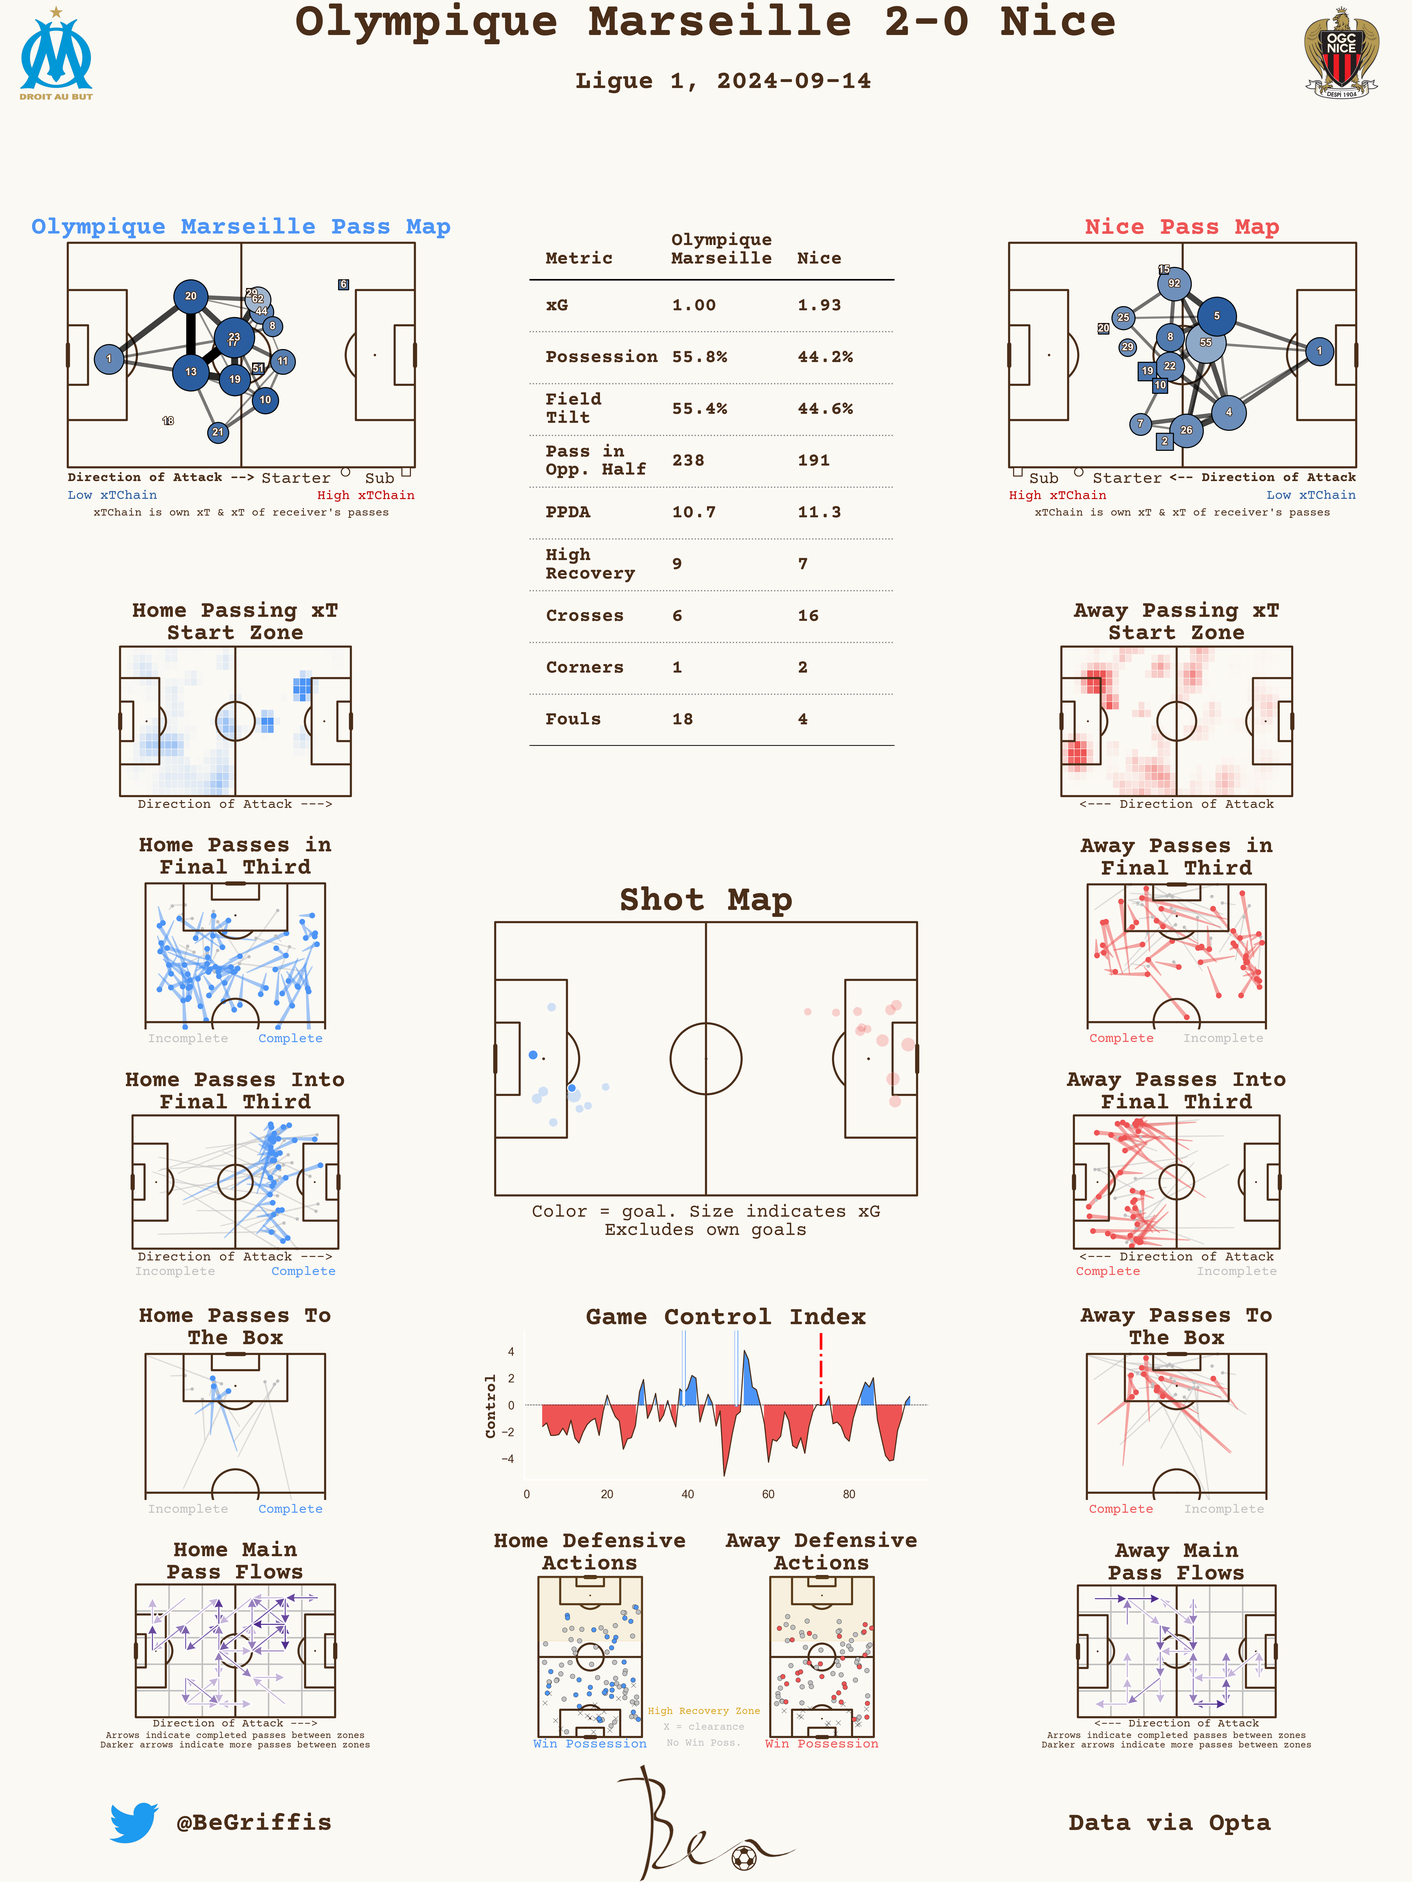 Olympique Marseille 2-0 Nice
Ligue 1, 2024-09-14
DROIT AU BUT
OGC
NICE
DESPI 1904
Olympique Marseille Pass Map
20
29
62
44
6
8
23
17
1
11
13
19
51
10
18
21
Direction of Attack --> Starter Sub
Low xTChain High xTChain
xTChain is own xT & xT of receiver's passes
Metric Olympique Marseille Nice
xG 1.00 1.93
Possession 55.8% 44.2%
Field Tilt 55.4% 44.6%
Pass in Opp. Half 238 191
PPDA 10.7 11.3
High Recovery 9 7
Crosses 6 16
Corners 1 2
Fouls 18 4
Nice Pass Map
15
92
25
5
20
8
55
29
1
22
19
10
4
7
26
2
Sub Starter <-- Direction of Attack
High xTChain Low xTChain
xTChain is own xT & xT of receiver's passes
Home Passing xT
Start Zone
Direction of Attack --->
Away Passing xT
Start Zone
<--- Direction of Attack
Home Passes in
Final Third
Incomplete Complete
Away Passes in
Final Third
Complete Incomplete
Shot Map
Color = goal. Size indicates xG
Excludes own goals
Home Passes Into
Final Third
Direction of Attack --->
Incomplete Complete
Away Passes Into
Final Third
<--- Direction of Attack
Complete Incomplete
Home Passes To
The Box
Incomplete Complete
Game Control Index
Control
4
2
0
−2
−4
0 20 40 60 80
Away Passes To
The Box
Complete Incomplete
Home Main
Pass Flows
Direction of Attack --->
Arrows indicate completed passes between zones
Darker arrows indicate more passes between zones
Home Defensive
Actions
Win Possession
High Recovery Zone
X = clearance
No Win Poss.
Away Defensive
Actions
Win Possession
Away Main
Pass Flows
<--- Direction of Attack
Arrows indicate completed passes between zones
Darker arrows indicate more passes between zones
@BeGriffis
Ben
Data via Opta